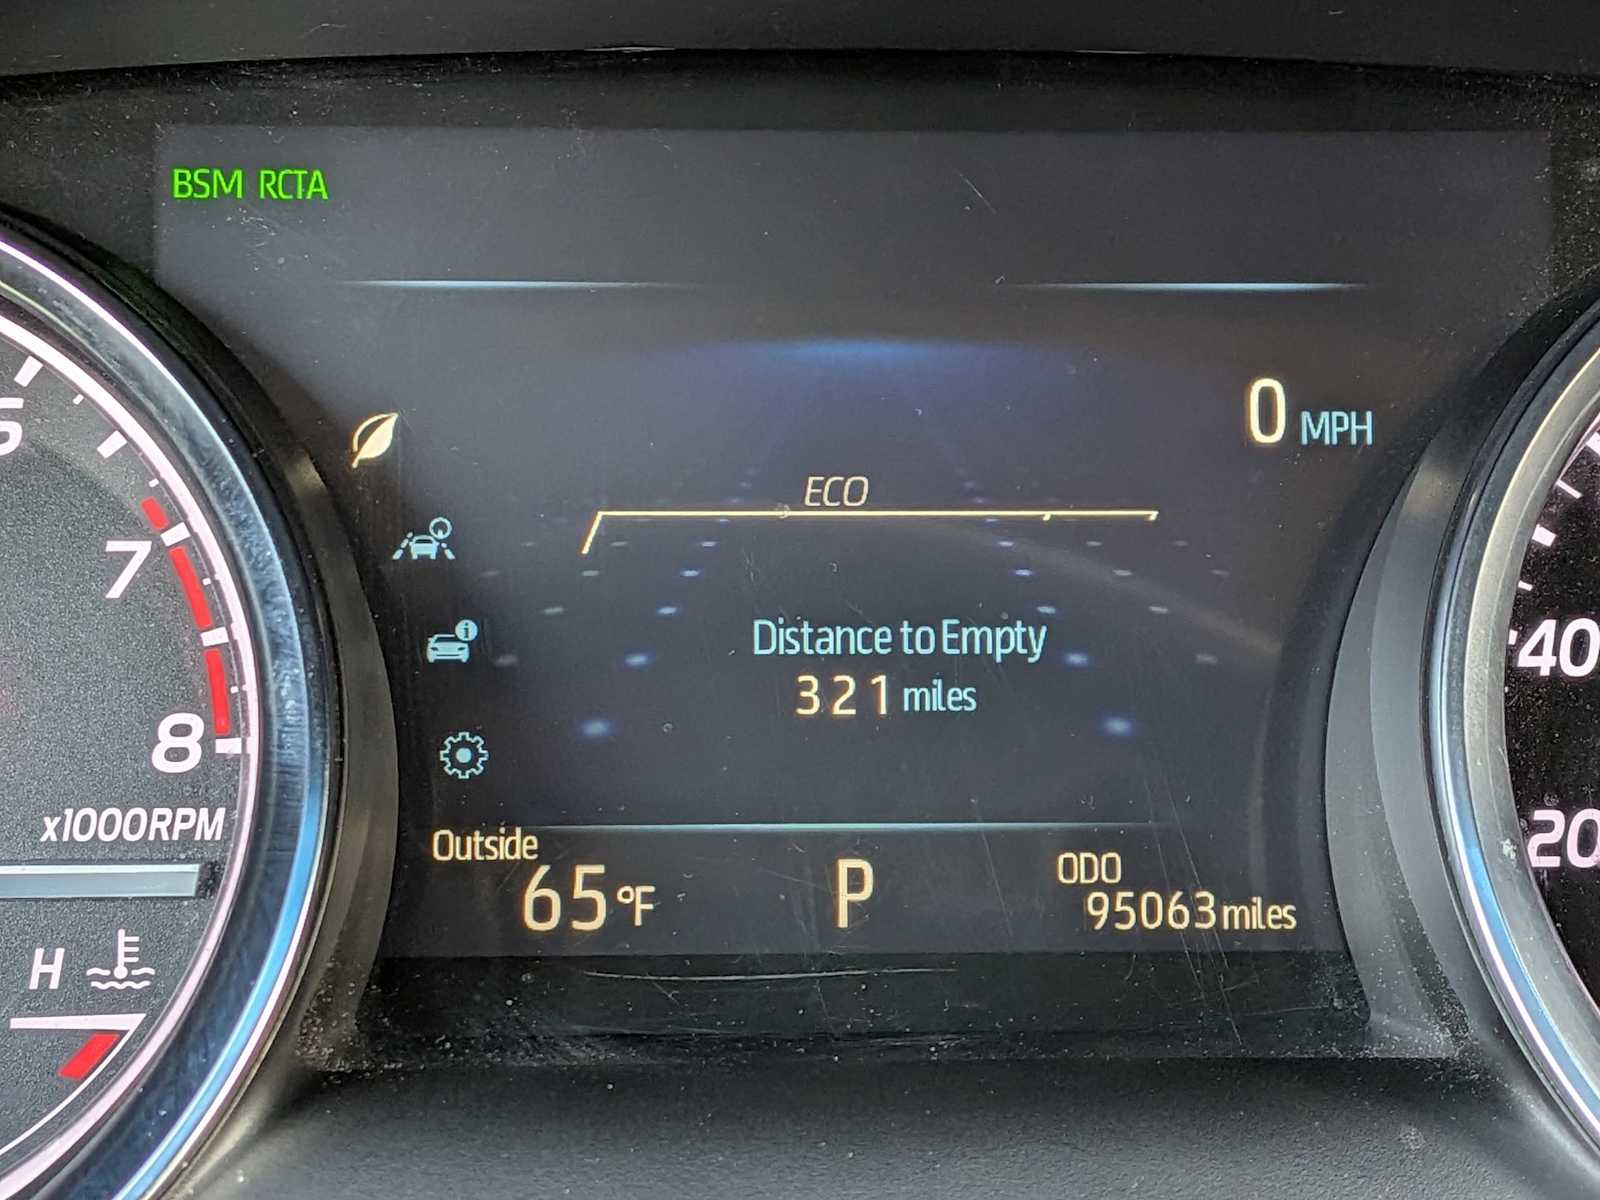 BSM RCTA
0 MPH
ECO
7
Distance to Empty
40
321 miles
8
x1000RPM
20
Outside
65 °F
P
ODO
95063 miles
H